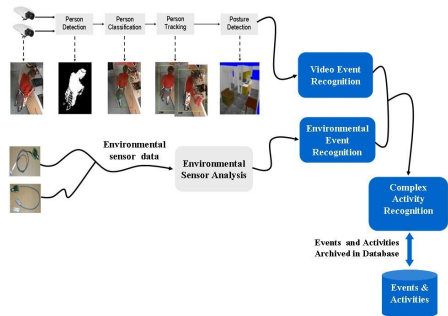 Person
Detection
Person
Classification
Person
Tracking
Posture
Detection
Video Event
Recognition
Environmental
sensor data
Environmental
Sensor Analysis
Environmental
Event
Recognition
Complex
Activity
Recognition
Events and Activities
Archived in Database
Events &
Activities